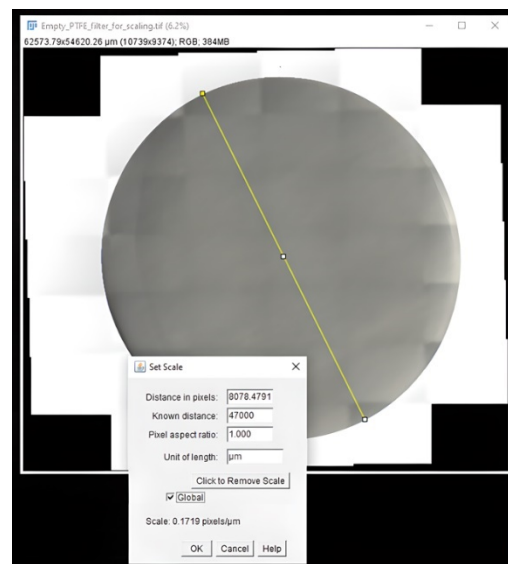 Empty_PTFE_filter_for_scaling.tif (6.2%)
62573.79x54620.26 µm (10739x9374); RGB; 384MB
Set Scale
Distance in pixels: 8078.4791
Known distance: 47000
Pixel aspect ratio: 1.000
Unit of length: µm
Click to Remove Scale
Global
Scale: 0.1719 pixels/µm
OK Cancel Help